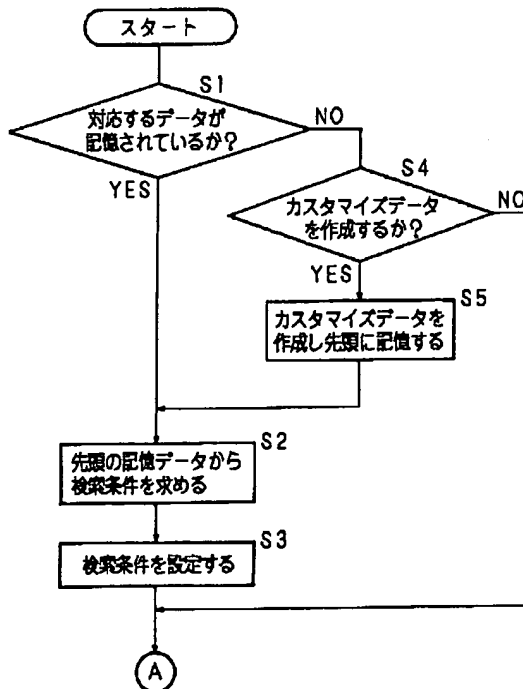 スタート
S1
対応するデータが
記憶されているか?
NO
YES
S4
カスタマイズデータ
を作成するか?
NO
YES
S5
カスタマイズデータを
作成し先頭に記憶する
S2
先頭の記憶データから
検索条件を求める
S3
検索条件を設定する
A